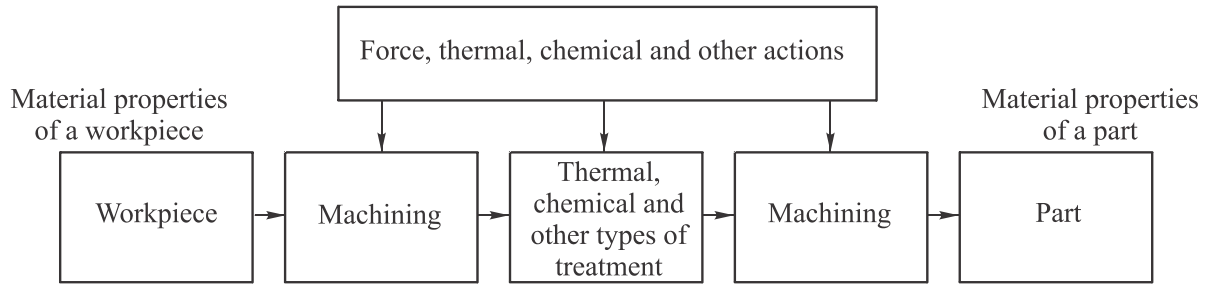 Force, thermal, chemical and other actions
Material properties
of a workpiece
Material properties
of a part
Workpiece
Machining
Thermal,
chemical and
other types of
treatment
Machining
Part